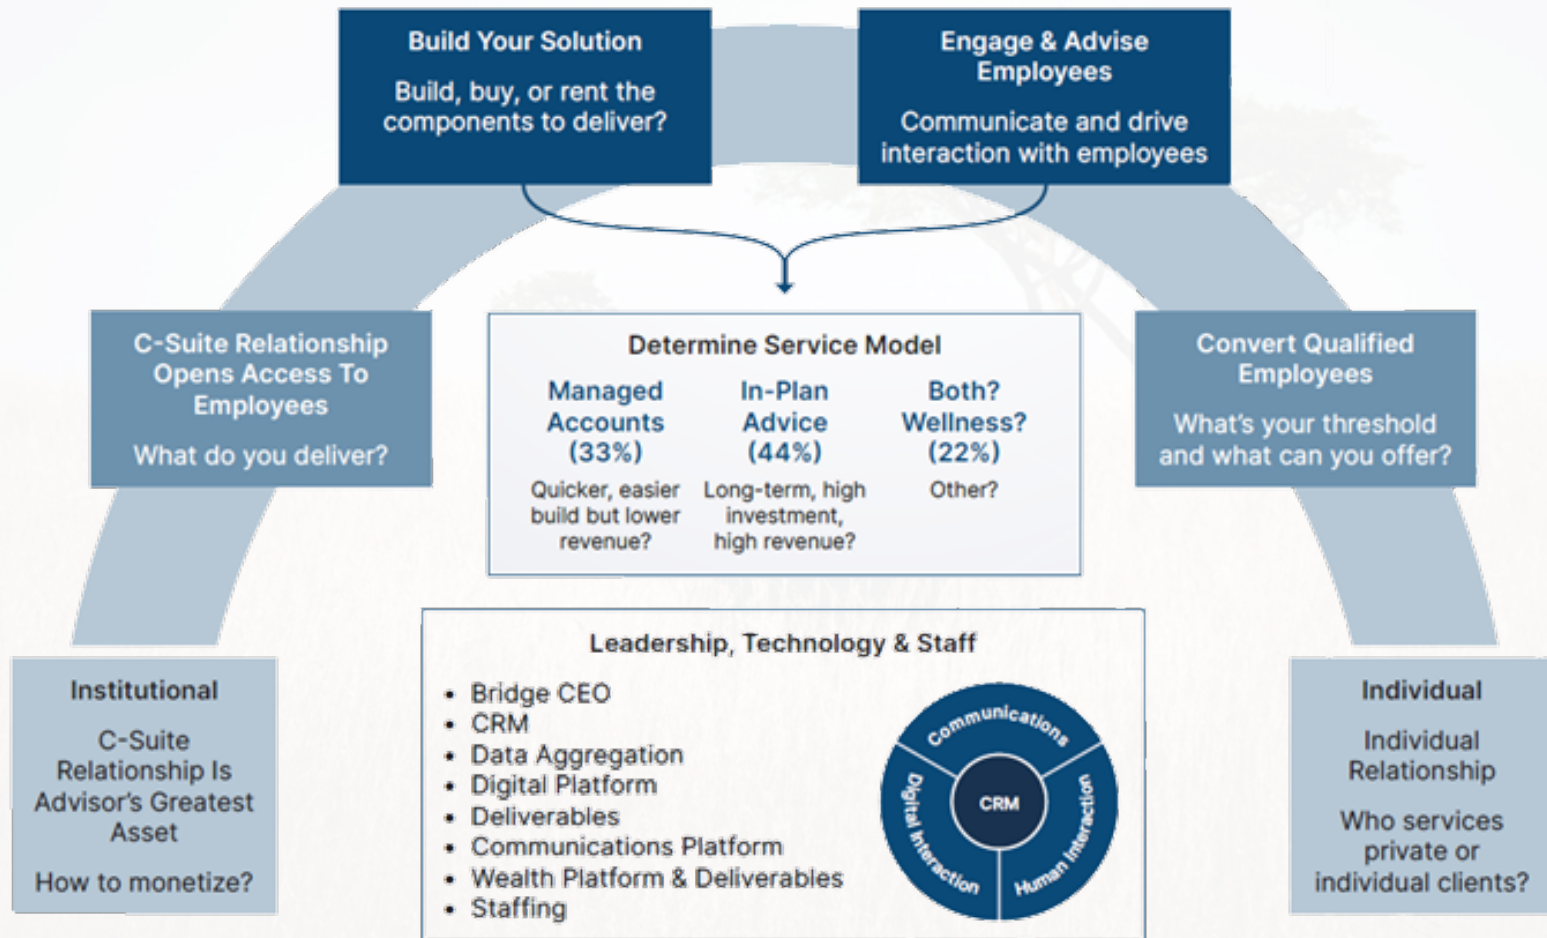 Build Your Solution
Build, buy, or rent the
components to deliver?
Engage & Advise
Employees
Communicate and drive
interaction with employees
C-Suite Relationship
Opens Access To
Employees
What do you deliver?
Determine Service Model
Managed
Accounts
(33%)
Quicker, easier
build but lower
revenue?
In-Plan
Advice
(44%)
Long-term, high
investment,
high revenue?
Both?
Wellness?
(22%)
Other?
Convert Qualified
Employees
What's your threshold
and what can you offer?
Institutional
C-Suite
Relationship Is
Advisor's Greatest
Asset
How to monetize?
Leadership, Technology & Staff
• Bridge CEO
• CRM
• Data Aggregation
• Digital Platform
• Deliverables
• Communications Platform
• Wealth Platform & Deliverables
• Staffing
Communications
Digital Interaction
Human Interaction
CRM
Individual
Individual
Relationship
Who services
private or
individual clients?